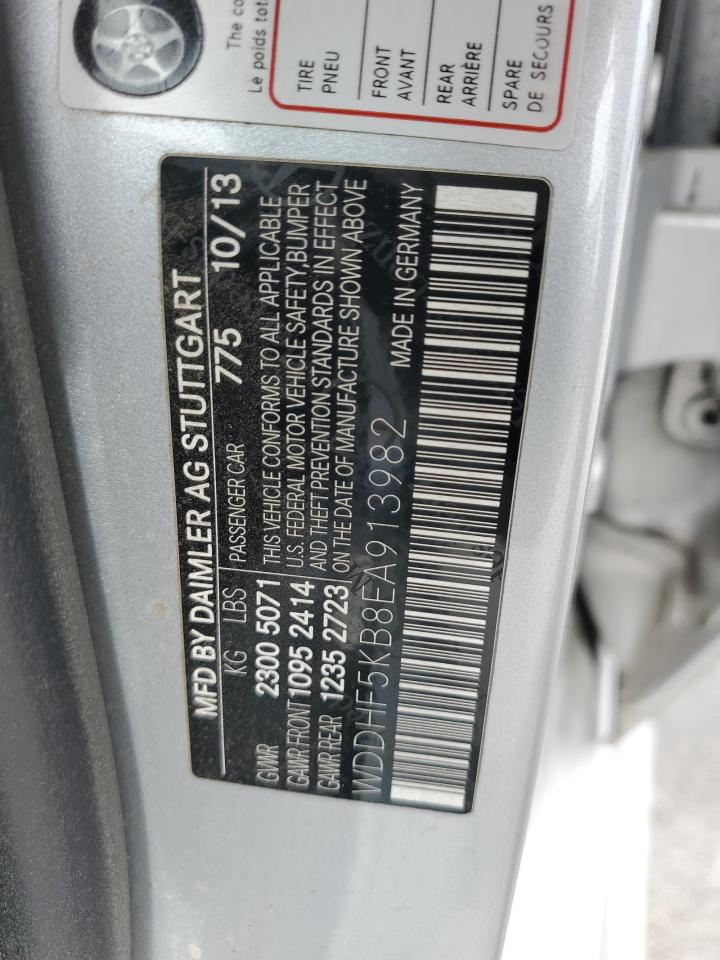 The co
Le poids tot
TIRE
PNEU
FRONT
AVANT
REAR
ARRIÈRE
SPARE
DE SECOURS
MFD BY DAIMLER AG STUTTGART
KG LBS PASSENGER CAR 775 10/13
GVWR 2300 5071 THIS VEHICLE CONFORMS TO ALL APPLICABLE
GAWR FRONT 1095 2414 U.S. FEDERAL MOTOR VEHICLE SAFETY, BUMPER
GAWR REAR 1235 2723 AND THEFT PREVENTION STANDARDS IN EFFECT
ON THE DATE OF MANUFACTURE SHOWN ABOVE
WDDHF5KB8EA913982 MADE IN GERMANY